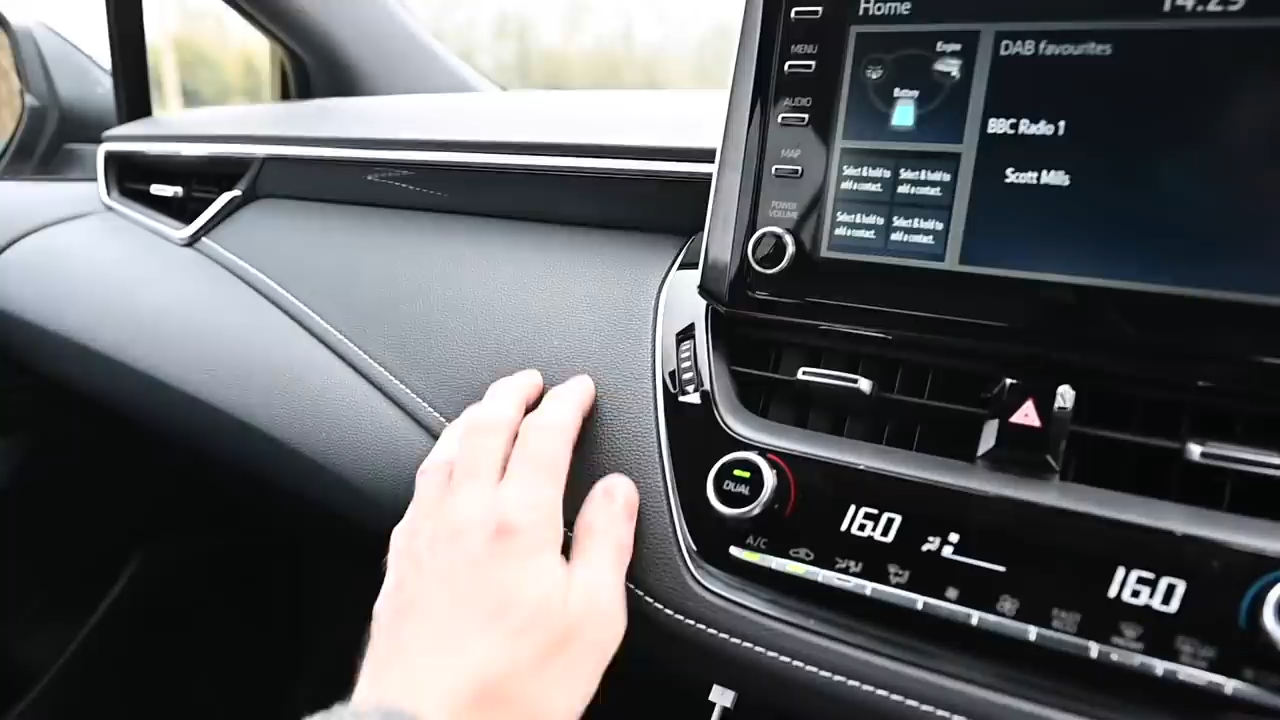 Home
14:29
MENU
AUDIO
MAP
POWER
VOLUME
Engine
Battery
DAB favourites
BBC Radio 1
Scott Mills
Select & hold to
add a contact.
Select & hold to
add a contact.
Select & hold to
add a contact.
Select & hold to
add a contact.
DUAL
A/C
16.0
16.0